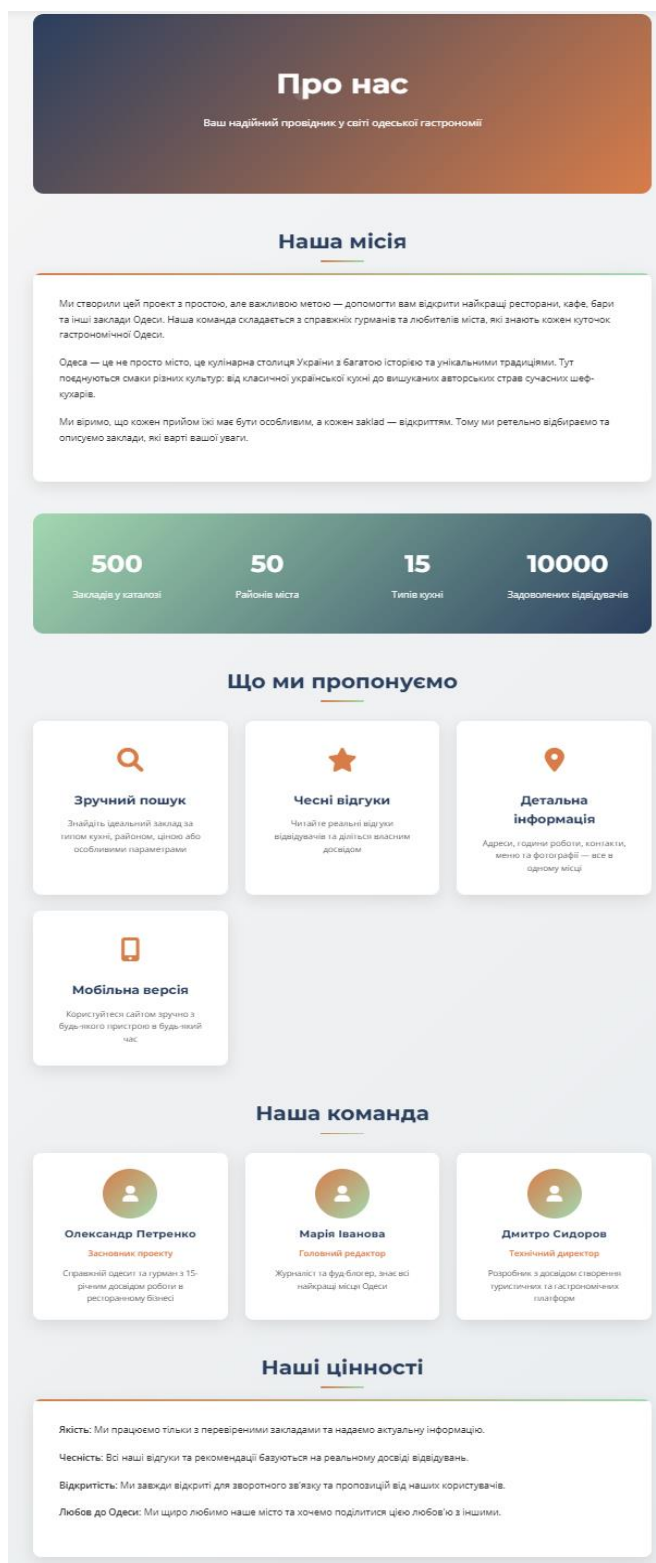 Про нас
Ваш надійний провідник у світі одеської гастрономії
Наша місія
Ми створили цей проект з простою, але важливою метою — допомогти вам відкрити найкращі ресторани, кафе, бари
та інші заклади Одеси. Наша команда складається з справжніх гурманів та любителів міста, які знають кожен куточок
гастрономічної Одеси.
Одеса — це не просто місто, це кулінарна столиця України з багатою історією та унікальними традиціями. Тут
поєднуються смаки різних культур: від класичної української кухні до вишуканих авторських страв сучасних шеф-
кухарів.
Ми віримо, що кожен прийом їжі має бути особливим, а кожен zaklad — відкриттям. Тому ми ретельно відбираємо та
описуємо заклади, які варті вашої уваги.
500
Закладів у каталозі
50
Районів міста
15
Типів кухні
10000
Задоволених відвідувачів
Що ми пропонуємо
Зручний пошук
Знайдіть ідеальний заклад за
типом кухні, районом, ціною або
особливими параметрами
Чесні відгуки
Читайте реальні відгуки
відвідувачів та діліться власним
досвідом
Детальна
інформація
Адреси, години роботи, контакти,
меню та фотографії — все в
одному місці
Мобільна версія
Користуйтеся сайтом зручно з
будь-якого пристрою в будь-який
час
Наша команда
Олександр Петренко
Засновник проекту
Справжній одесит та гурман з 15-
річним досвідом роботи в
ресторанному бізнесі
Марія Іванова
Головний редактор
Журналіст та фуд-блогер, знає всі
найкращі місця Одеси
Дмитро Сидоров
Технічний директор
Розробник з досвідом створення
туристичних та гастрономічних
платформ
Наші цінності
Якість: Ми працюємо тільки з перевіреними закладами та надаємо актуальну інформацію.
Чесність: Всі наші відгуки та рекомендації базуються на реальному досвіді відвідувань.
Відкритість: Ми завжди відкриті для зворотного зв'язку та пропозицій від наших користувачів.
Любов до Одеси: Ми щиро любимо наше місто та хочемо поділитися цією любов'ю з іншими.